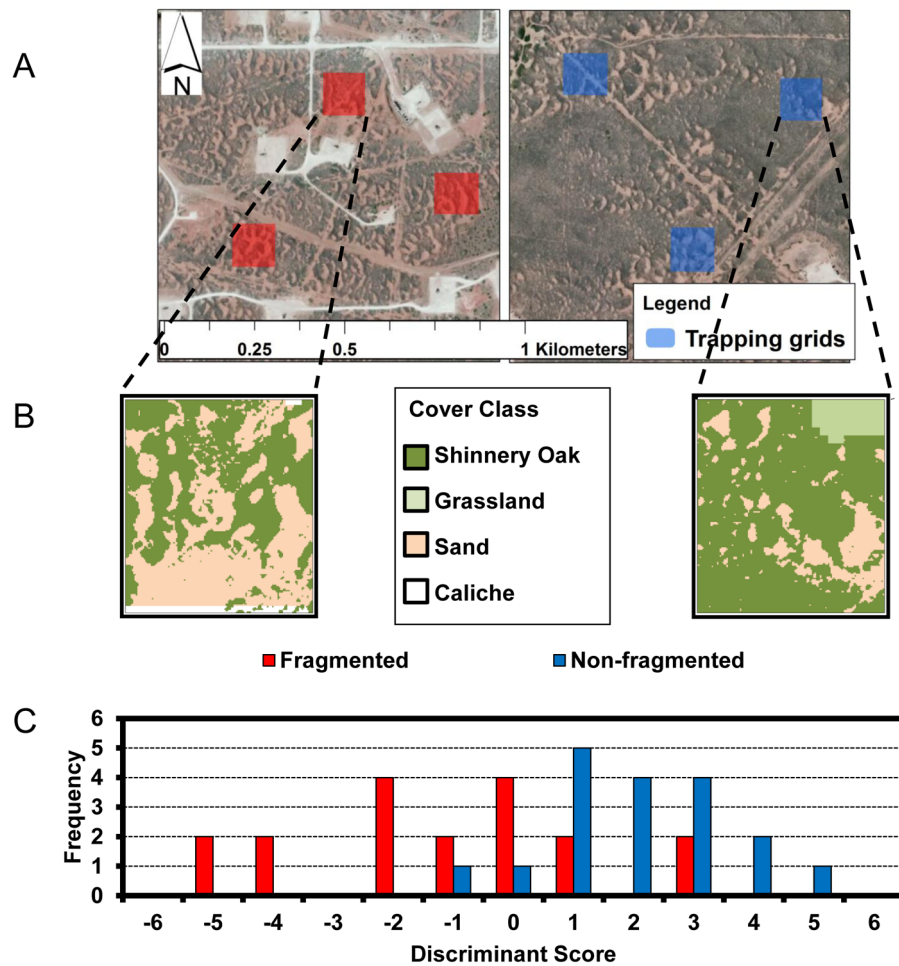 A
N
Legend
Trapping grids
0 0.25 0.5 1 Kilometers
B
Cover Class
Shinnery Oak
Grassland
Sand
Caliche
Fragmented Non-fragmented
C
Frequency
6
5
4
3
2
1
0
-6 -5 -4 -3 -2 -1 0 1 2 3 4 5 6
Discriminant Score